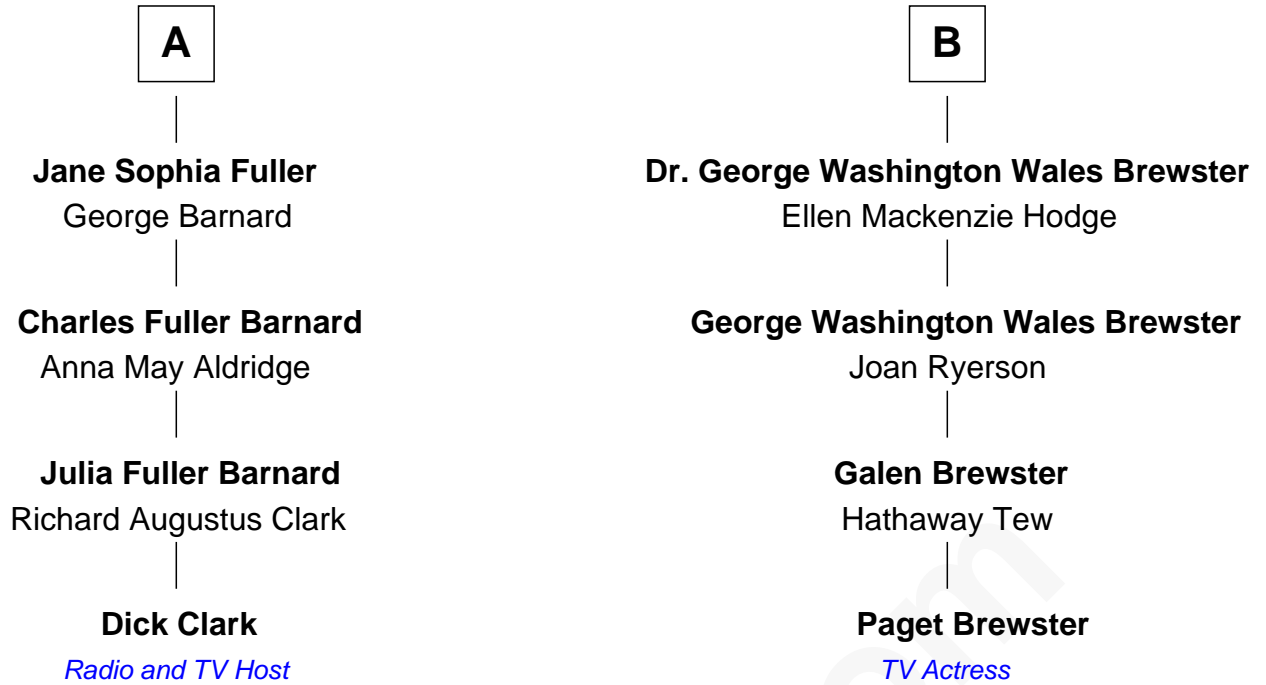 A
Jane Sophia Fuller
George Barnard
Charles Fuller Barnard
Anna May Aldridge
Julia Fuller Barnard
Richard Augustus Clark
Dick Clark
Radio and TV Host
B
Dr. George Washington Wales Brewster
Ellen Mackenzie Hodge
George Washington Wales Brewster
Joan Ryerson
Galen Brewster
Hathaway Tew
Paget Brewster
TV Actress